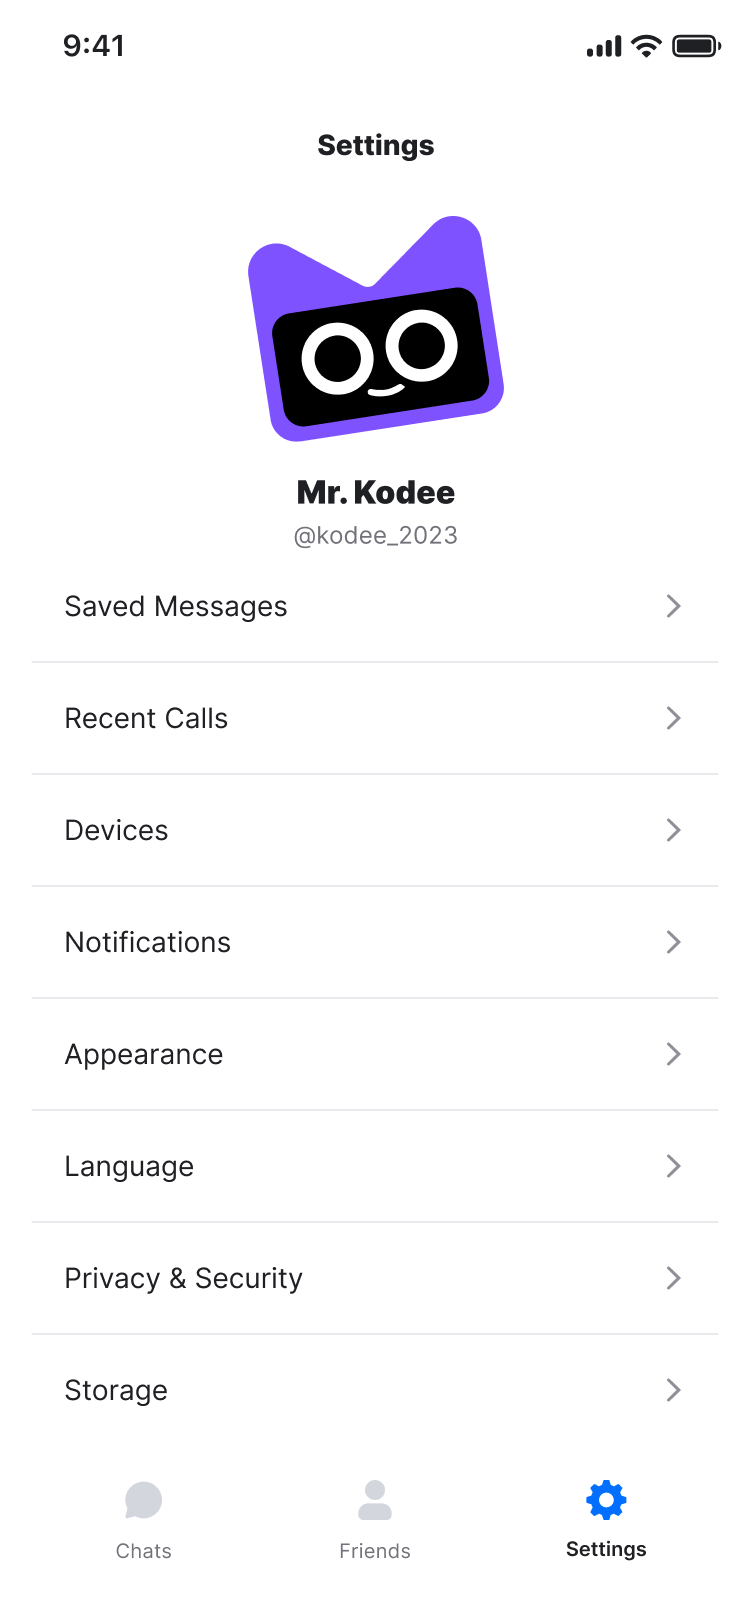 9:41
Settings
Mr. Kodee
@kodee_2023
Saved Messages
Recent Calls
Devices
Notifications
Appearance
Language
Privacy & Security
Storage
Chats
Friends
Settings